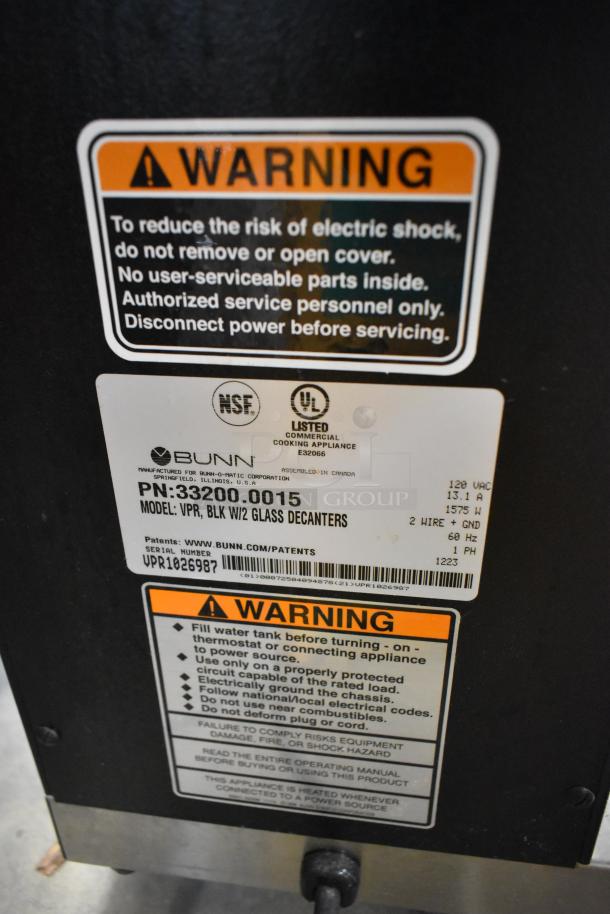 WARNING
To reduce the risk of electric shock,
do not remove or open cover.
No user-serviceable parts inside.
Authorized service personnel only.
Disconnect power before servicing.
NSF.
UL
LISTED
COMMERCIAL
COOKING APPLIANCE
E32066
BUNN
ASSEMBLED IN CANADA
MANUFACTURED FOR BUNN-O-MATIC CORPORATION
SPRINGFIELD, ILLINOIS, U.S.A
PN:33200.0015
MODEL: VPR, BLK W/2 GLASS DECANTERS
120 VAC
13.1 A
1575 W
2 WIRE + GND
60 Hz
1 PH
1223
GROUP
Patents: WWW.BUNN.COM/PATENTS
SERIAL NUMBER
VPR1026987
(01)00872504094878(21)VPR1026987
WARNING
◆ Fill water tank before turning - on -
thermostat or connecting appliance
to power source.
◆ Use only on a properly protected
circuit capable of the rated load.
◆ Electrically ground the chassis.
◆ Follow national/local electrical codes.
◆ Do not use near combustibles.
◆ Do not deform plug or cord.
FAILURE TO COMPLY RISKS EQUIPMENT
DAMAGE, FIRE, OR SHOCK HAZARD
READ THE ENTIRE OPERATING MANUAL
BEFORE BUYING OR USING THIS PRODUCT
THIS APPLIANCE IS HEATED WHENEVER
CONNECTED TO A POWER SOURCE